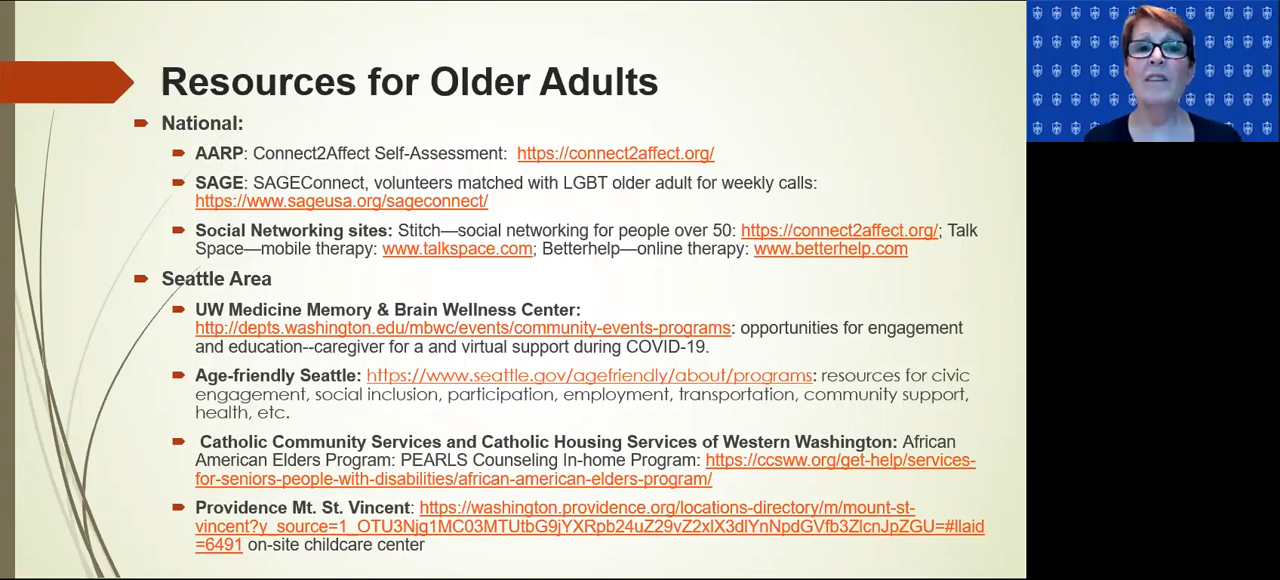 Resources for Older Adults
National:
AARP: Connect2Affect Self-Assessment: https://connect2affect.org/
SAGE: SAGEConnect, volunteers matched with LGBT older adult for weekly calls:
https://www.sageusa.org/sageconnect/
Social Networking sites: Stitch—social networking for people over 50: https://connect2affect.org/; Talk
Space—mobile therapy: www.talkspace.com; Betterhelp—online therapy: www.betterhelp.com
Seattle Area
UW Medicine Memory & Brain Wellness Center:
http://depts.washington.edu/mbwc/events/community-events-programs: opportunities for engagement
and education--caregiver for a and virtual support during COVID-19.
Age-friendly Seattle: https://www.seattle.gov/agefriendly/about/programs: resources for civic
engagement, social inclusion, participation, employment, transportation, community support,
health, etc.
Catholic Community Services and Catholic Housing Services of Western Washington: African
American Elders Program: PEARLS Counseling In-home Program: https://ccsww.org/get-help/services-
for-seniors-people-with-disabilities/african-american-elders-program/
Providence Mt. St. Vincent: https://washington.providence.org/locations-directory/m/mount-st-
vincent?y_source=1_OTU3Njg1MC03MTUtbG9jYXRpb24uZ29vZ2xlX3dlYnNpdGVfb3ZlcnJpZGU=#llaid
=6491 on-site childcare center